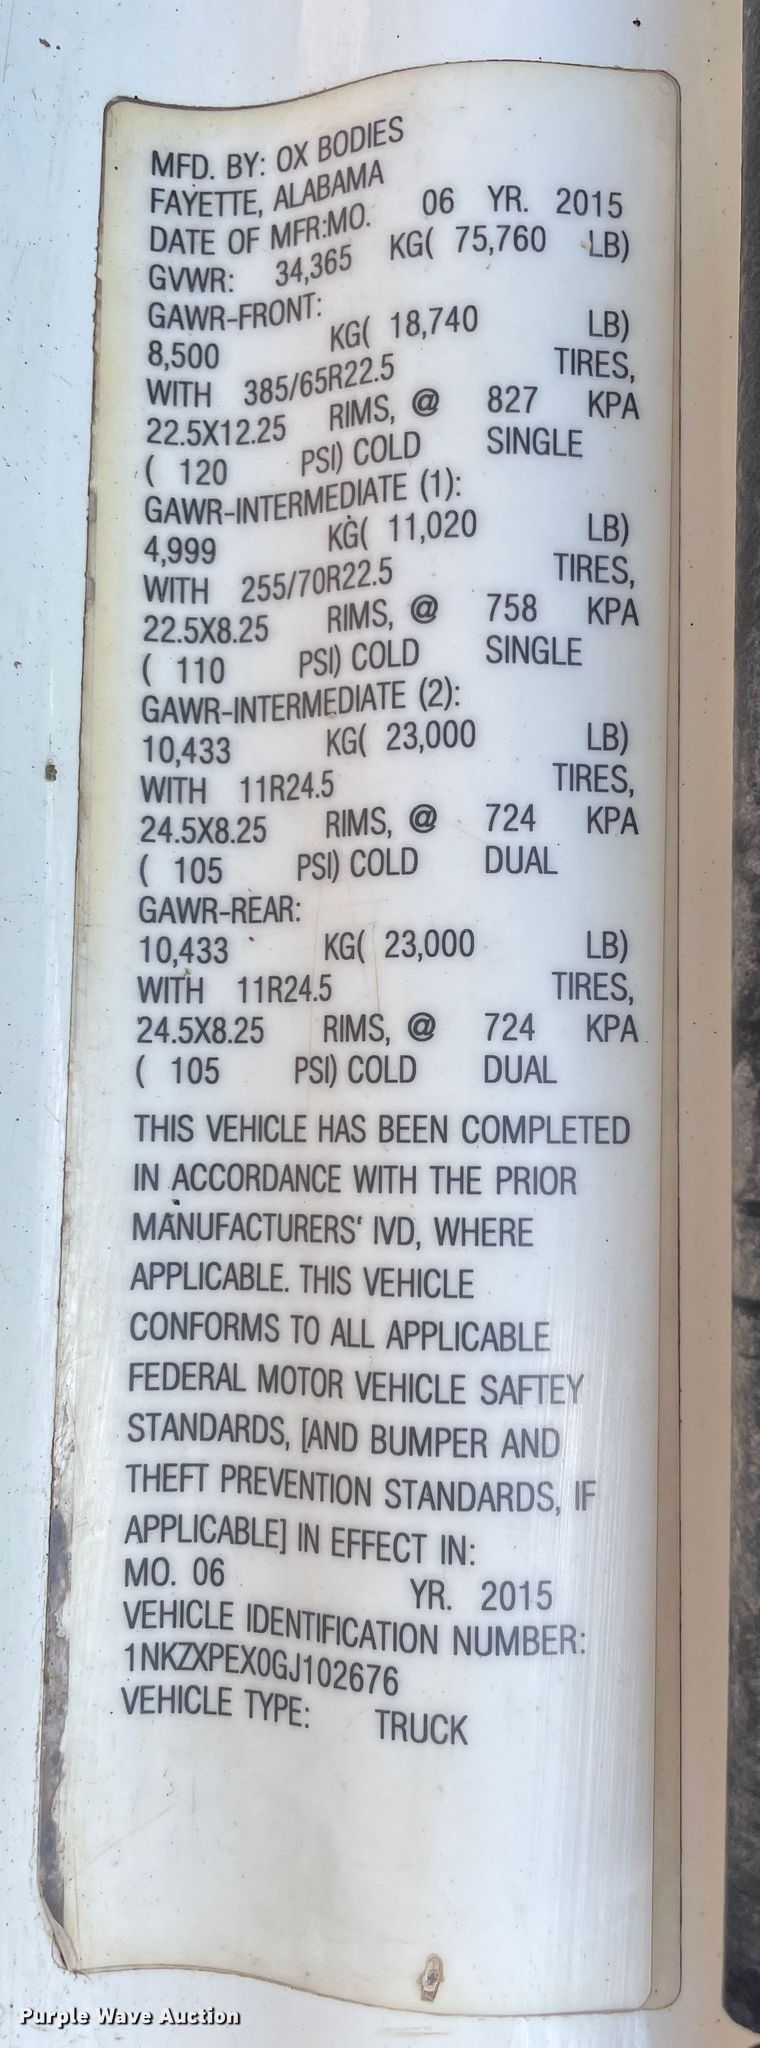 MFD. BY: OX BODIES
FAYETTE, ALABAMA
DATE OF MFR:MO. 06 YR. 2015
GVWR: 34,365 KG( 75,760 LB)
GAWR-FRONT:
8,500 KG( 18,740 LB)
WITH 385/65R22.5 TIRES,
22.5X12.25 RIMS, @ 827 KPA
( 120 PSI) COLD SINGLE
GAWR-INTERMEDIATE (1):
4,999 KG( 11,020 LB)
WITH 255/70R22.5 TIRES,
22.5X8.25 RIMS, @ 758 KPA
( 110 PSI) COLD SINGLE
GAWR-INTERMEDIATE (2):
10,433 KG( 23,000 LB)
WITH 11R24.5 TIRES,
24.5X8.25 RIMS, @ 724 KPA
( 105 PSI) COLD DUAL
GAWR-REAR:
10,433 KG( 23,000 LB)
WITH 11R24.5 TIRES,
24.5X8.25 RIMS, @ 724 KPA
( 105 PSI) COLD DUAL
THIS VEHICLE HAS BEEN COMPLETED
IN ACCORDANCE WITH THE PRIOR
MANUFACTURERS' IVD, WHERE
APPLICABLE. THIS VEHICLE
CONFORMS TO ALL APPLICABLE
FEDERAL MOTOR VEHICLE SAFTEY
STANDARDS, [AND BUMPER AND
THEFT PREVENTION STANDARDS, IF
APPLICABLE] IN EFFECT IN:
MO. 06 YR. 2015
VEHICLE IDENTIFICATION NUMBER:
1NKZXPEX0GJ102676
VEHICLE TYPE: TRUCK
Purple Wave Auction